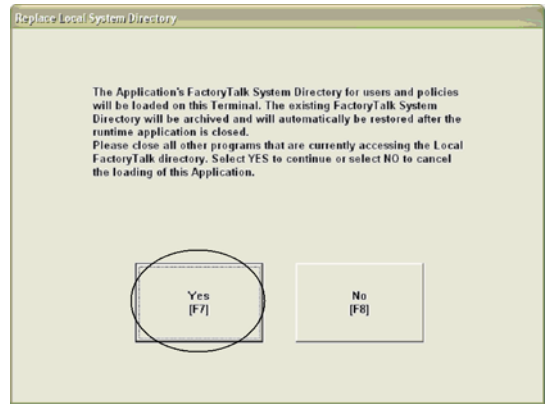 Replace Local System Directory
The Application's FactoryTalk System Directory for users and policies
will be loaded on this Terminal. The existing FactoryTalk System
Directory will be archived and will automatically be restored after the
runtime application is closed.
Please close all other programs that are currently accessing the Local
FactoryTalk directory. Select YES to continue or select NO to cancel
the loading of this Application.
Yes
[F7]
No
[F8]